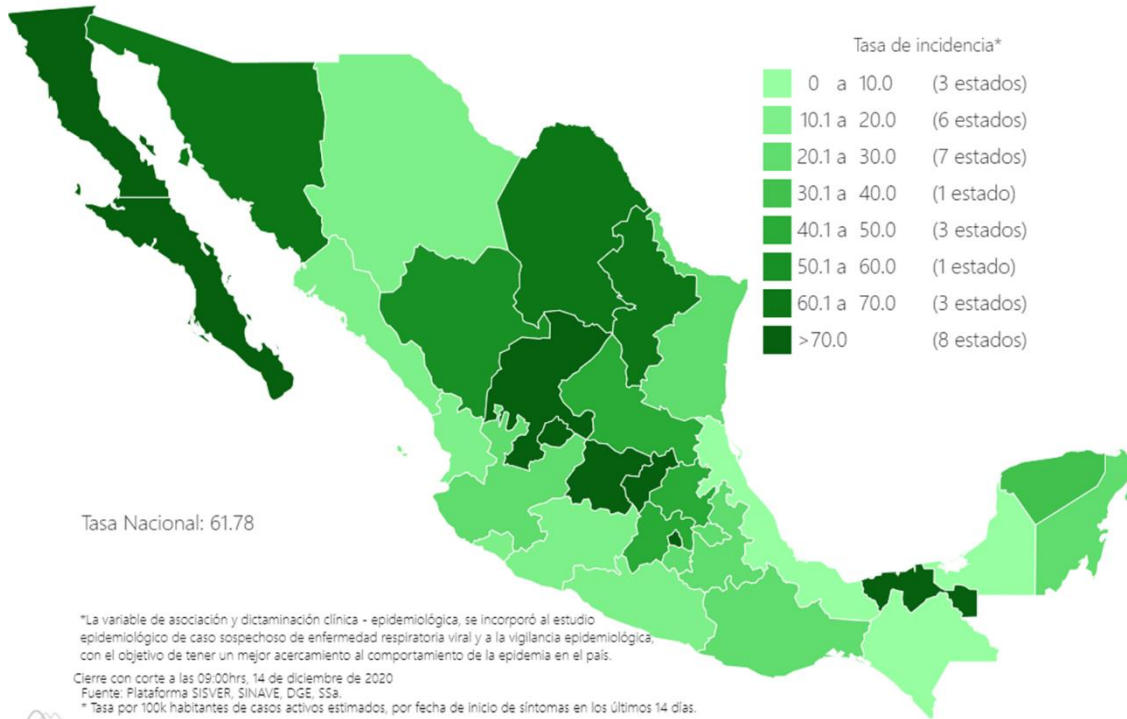 Tasa de incidencia*
0 a 10.0 (3 estados)
10.1 a 20.0 (6 estados)
20.1 a 30.0 (7 estados)
30.1 a 40.0 (1 estado)
40.1 a 50.0 (3 estados)
50.1 a 60.0 (1 estado)
60.1 a 70.0 (3 estados)
>70.0 (8 estados)
Tasa Nacional: 61.78
*La variable de asociación y dictaminación clínica - epidemiológica, se incorporó al estudio
epidemiológico de caso sospechoso de enfermedad respiratoria viral y a la vigilancia epidemiológica,
con el objetivo de tener un mejor acercamiento al comportamiento de la epidemia en el país.
Cierre con corte a las 09:00hrs, 14 de diciembre de 2020
Fuente: Plataforma SISVER, SINAVE, DGE, SSa.
* Tasa por 100k habitantes de casos activos estimados, por fecha de inicio de síntomas en los últimos 14 días.